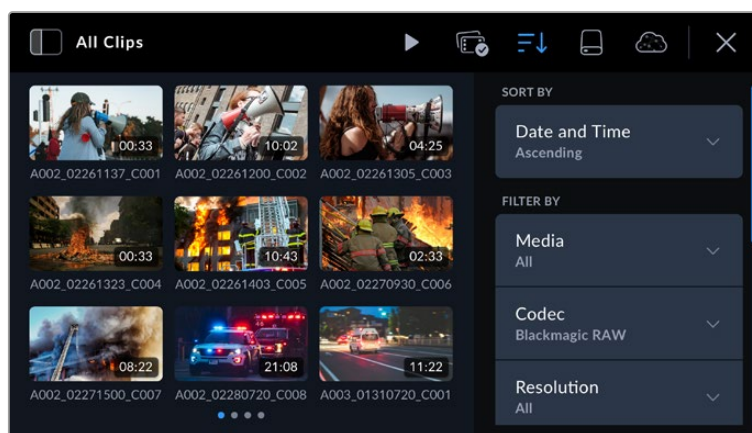 All Clips
00:33
10:02
04:25
A002_02261137_C001
A002_02261200_C002
A002_02261305_C003
00:33
10:43
02:33
A002_02261323_C004
A002_02261403_C005
A002_02270930_C006
08:22
21:08
11:22
A002_02271500_C007
A002_02280720_C008
A003_01310720_C001
SORT BY
Date and Time
Ascending
FILTER BY
Media
All
Codec
Blackmagic RAW
Resolution
All